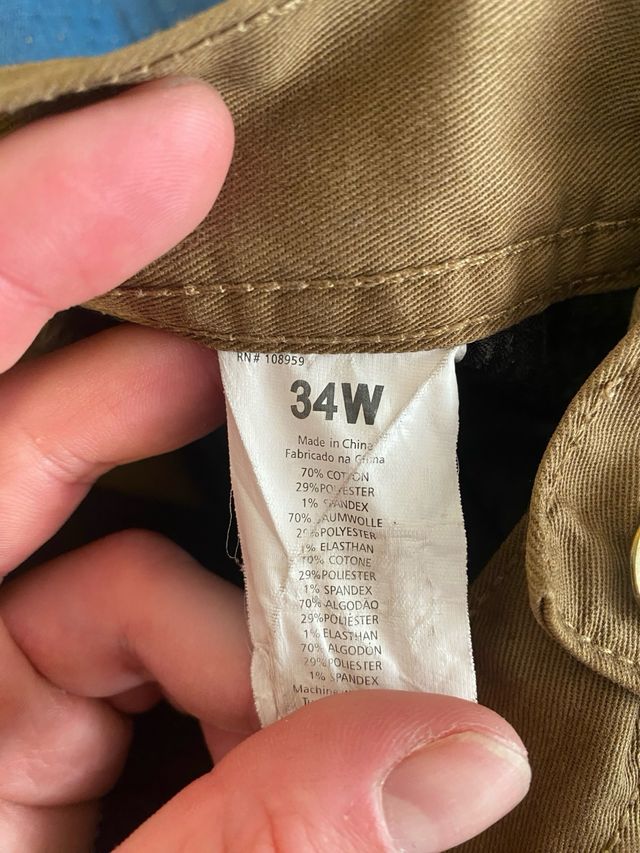 RN# 108959
34W
Made in China
Fabricado na China
70% COTTON
29%POLYESTER
1% SPANDEX
70% BAUMWOLLE
29%POLYESTER
1% ELASTHAN
70% COTONE
29%POLIESTER
1% SPANDEX
70% ALGODÃO
29%POLIÉSTER
1% ELASTHAN
70% ALGODÓN
29%POLIESTER
1% SPANDEX
Machine